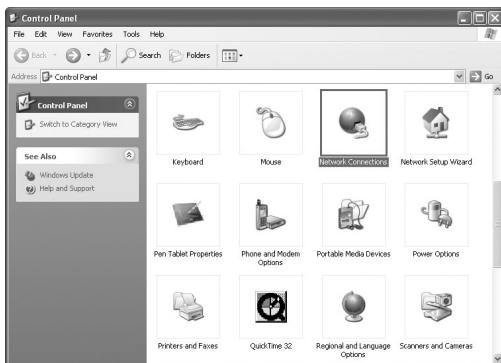 Control Panel
File Edit View Favorites Tools Help
Back Search Folders
Address Control Panel Go
Control Panel
Switch to Category View
See Also
Windows Update
Help and Support
Keyboard Mouse Network Connections Network Setup Wizard
Pen Tablet Properties Phone and Modem Options Portable Media Devices Power Options
Printers and Faxes QuickTime 32 Regional and Language Options Scanners and Cameras